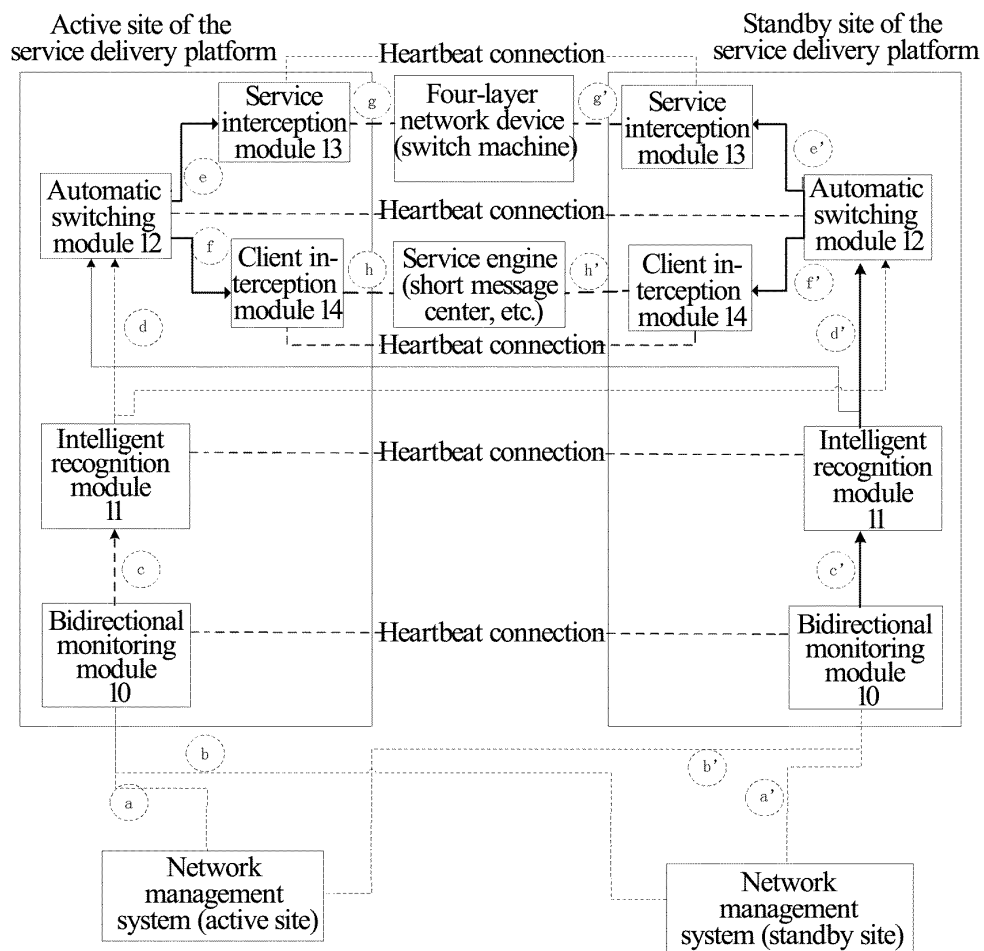 Active site of the
service delivery platform
Standby site of the
service delivery platform
Heartbeat connection
Service
interception
module 13
g
Four-layer
network device
(switch machine)
g'
Service
interception
module 13
e
e'
Automatic
switching
module 12
Heartbeat connection
Automatic
switching
module 12
f
Client in-
terception
module 14
h
Service engine
(short message
center, etc.)
h'
Client in-
terception
module 14
f'
d
Heartbeat connection
d'
Intelligent
recognition
module
11
Heartbeat connection
Intelligent
recognition
module
11
c
c'
Bidirectional
monitoring
module
10
Heartbeat connection
Bidirectional
monitoring
module
10
b
b'
a
a'
Network
management
system (active site)
Network
management
system (standby site)